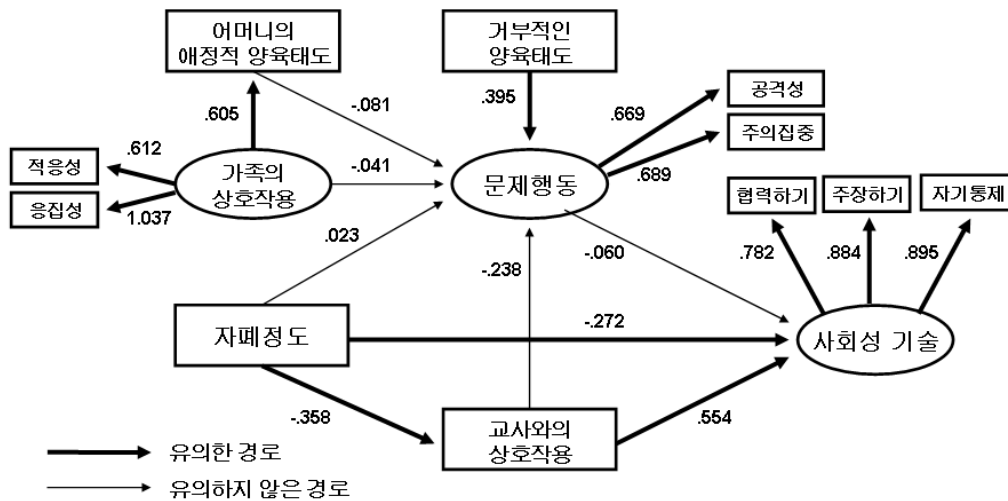 어머니의
애정적 양육태도
거부적인
양육태도
.605
-.081
.395
.669
공격성
주의집중
.689
적응성
.612
응집성
1.037
가족의
상호작용
-.041
문제행동
협력하기
주장하기
자기통제
.023
-.238
-.060
.782
.884
.895
자폐정도
-.272
사회성 기술
-.358
교사와의
상호작용
.554
유의한 경로
유의하지 않은 경로